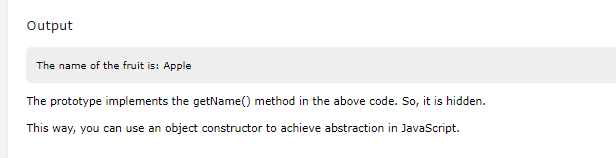 Output
The name of the fruit is: Apple
The prototype implements the getName() method in the above code. So, it is hidden.
This way, you can use an object constructor to achieve abstraction in JavaScript.